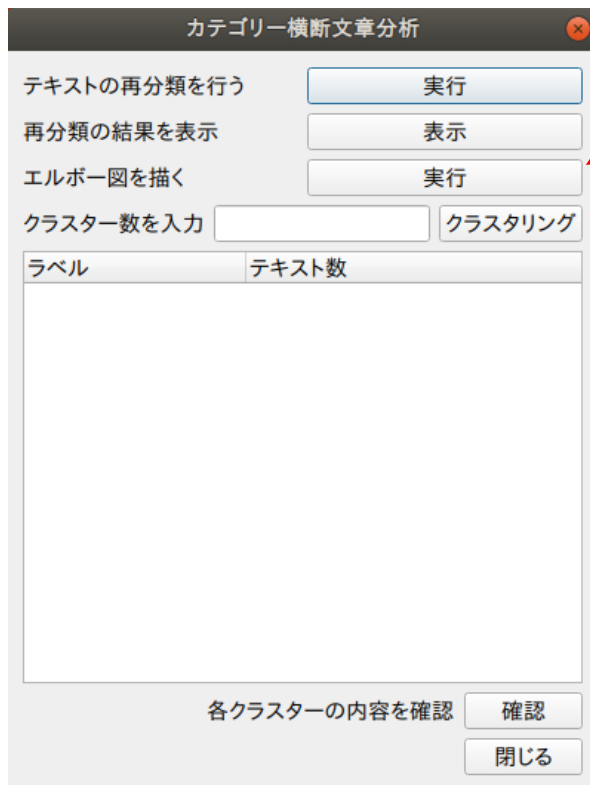 カテゴリー横断文章分析
テキストの再分類を行う 実行
再分類の結果を表示 表示
エルボー図を描く 実行
クラスター数を入力 クラスタリング
ラベル テキスト数
各クラスターの内容を確認 確認
閉じる